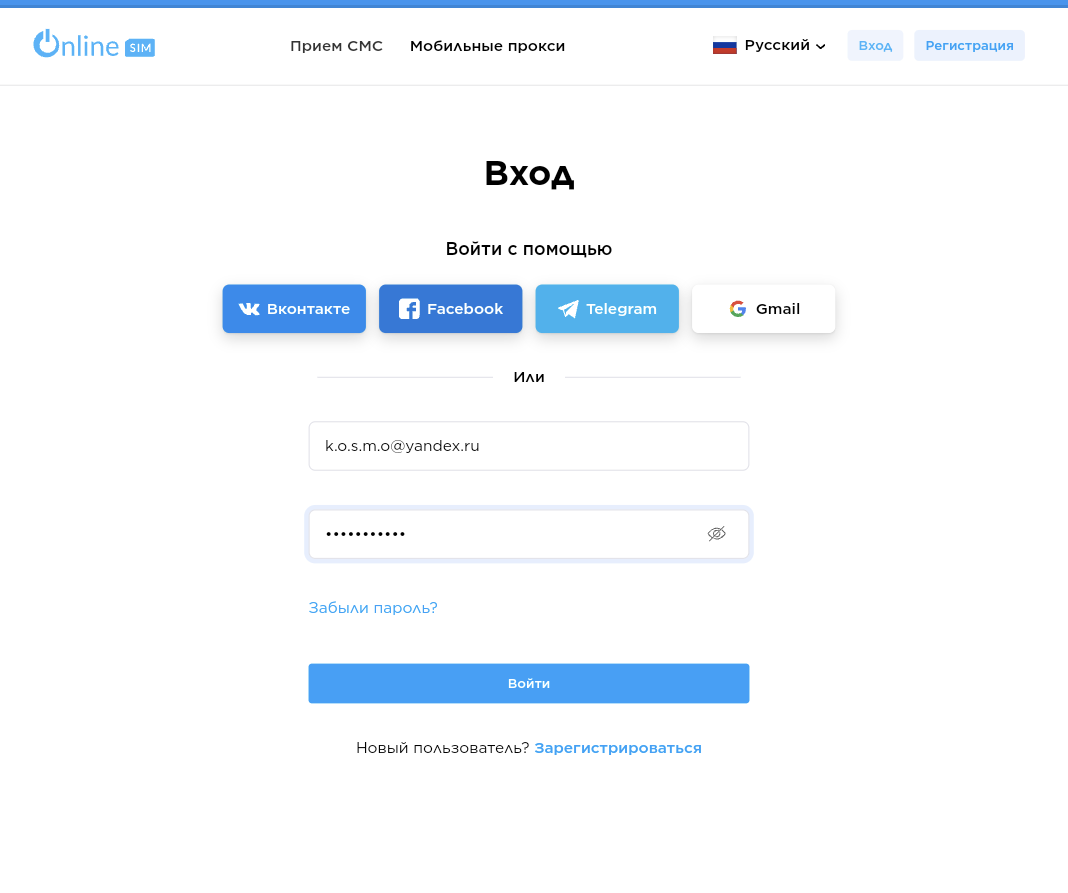 Online SIM
Прием СМС Мобильные прокси
Русский
Вход
Регистрация
Вход
Войти с помощью
Вконтакте
Facebook
Telegram
Gmail
Или
k.o.s.m.o@yandex.ru
•••••••••••
Забыли пароль?
Войти
Новый пользователь? Зарегистрироваться